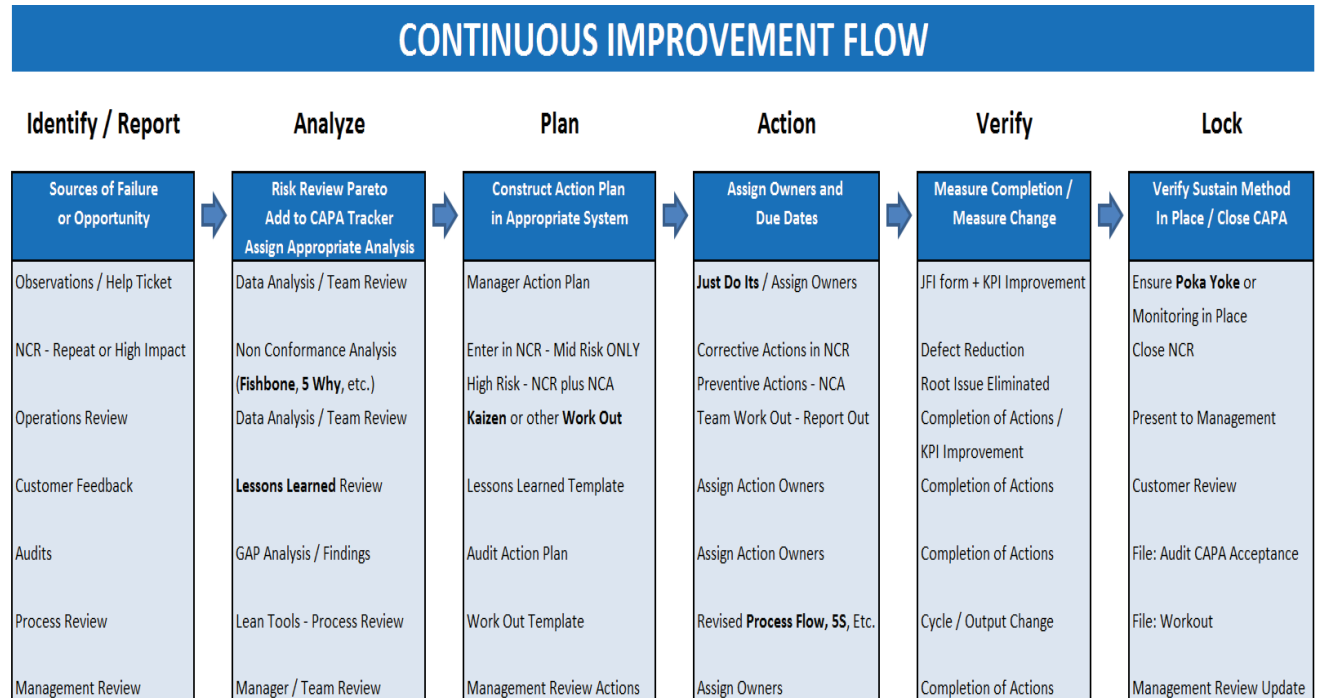 CONTINUOUS IMPROVEMENT FLOW
Identify / Report
Analyze
Plan
Action
Verify
Lock
Sources of Failure
or Opportunity
Observations / Help Ticket
NCR - Repeat or High Impact
Operations Review
Customer Feedback
Audits
Process Review
Management Review
Risk Review Pareto
Add to CAPA Tracker
Assign Appropriate Analysis
Data Analysis / Team Review
Non Conformance Analysis
(Fishbone, 5 Why, etc.)
Data Analysis / Team Review
Lessons Learned Review
GAP Analysis / Findings
Lean Tools - Process Review
Manager / Team Review
Construct Action Plan
in Appropriate System
Manager Action Plan
Enter in NCR - Mid Risk ONLY
High Risk - NCR plus NCA
Kaizen or other Work Out
Lessons Learned Template
Audit Action Plan
Work Out Template
Management Review Actions
Assign Owners and
Due Dates
Just Do Its / Assign Owners
Corrective Actions in NCR
Preventive Actions - NCA
Team Work Out - Report Out
Assign Action Owners
Assign Action Owners
Revised Process Flow, 5S, Etc.
Assign Owners
Measure Completion /
Measure Change
JFI form + KPI Improvement
Defect Reduction
Root Issue Eliminated
Completion of Actions /
KPI Improvement
Completion of Actions
Completion of Actions
Cycle / Output Change
Completion of Actions
Verify Sustain Method
In Place / Close CAPA
Ensure Poka Yoke or
Monitoring in Place
Close NCR
Present to Management
Customer Review
File: Audit CAPA Acceptance
File: Workout
Management Review Update